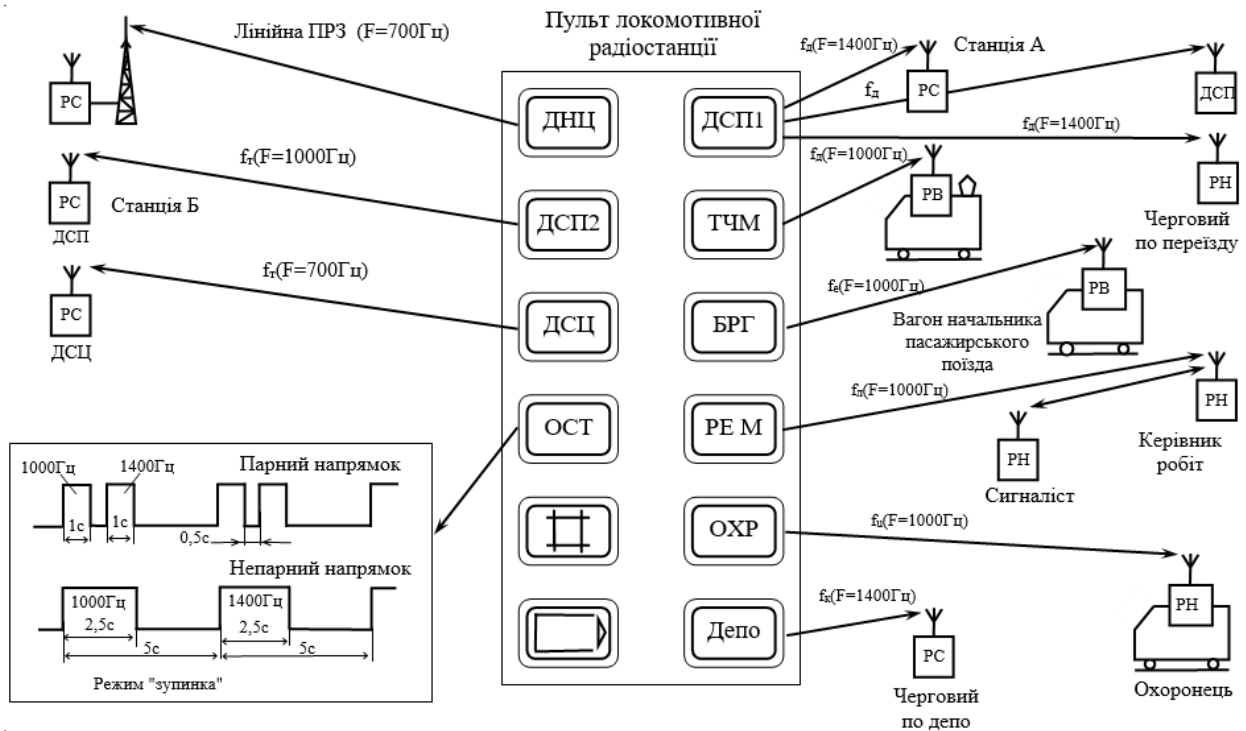 Лінійна ПРЗ (F=700Гц)
РС
fт(F=1000Гц)
РС
Станція Б
ДСП
fт(F=700Гц)
РС
ДСЦ
Пульт локомотивної
радіостанції
ДНЦ
ДСП1
ДСП2
ТЧМ
ДСЦ
БРГ
ОСТ
РЕ М
ОХР
Депо
fд(F=1400Гц)
Станція А
fд
РС
ДСП
fд(F=1400Гц)
РН
Черговий
по переїзду
fд(F=1000Гц)
РВ
fе(F=1000Гц)
РВ
Вагон начальника
пасажирського
поїзда
fп(F=1000Гц)
РН
Керівник
робіт
РН
Сигналіст
fц(F=1000Гц)
РН
Охоронець
fк(F=1400Гц)
РС
Черговий
по депо
1000Гц
1400Гц
Парний напрямок
1с
1с
0,5с
Непарний напрямок
1000Гц
1400Гц
2,5с
2,5с
5с
5с
Режим "зупинка"